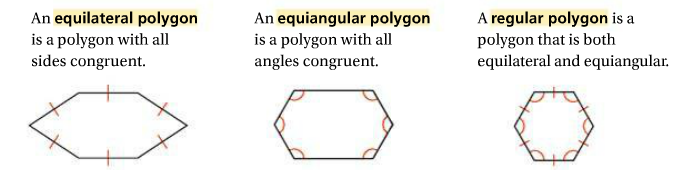 An equilateral polygon
is a polygon with all
sides congruent.
An equiangular polygon
is a polygon with all
angles congruent.
A regular polygon is a
polygon that is both
equilateral and equiangular.